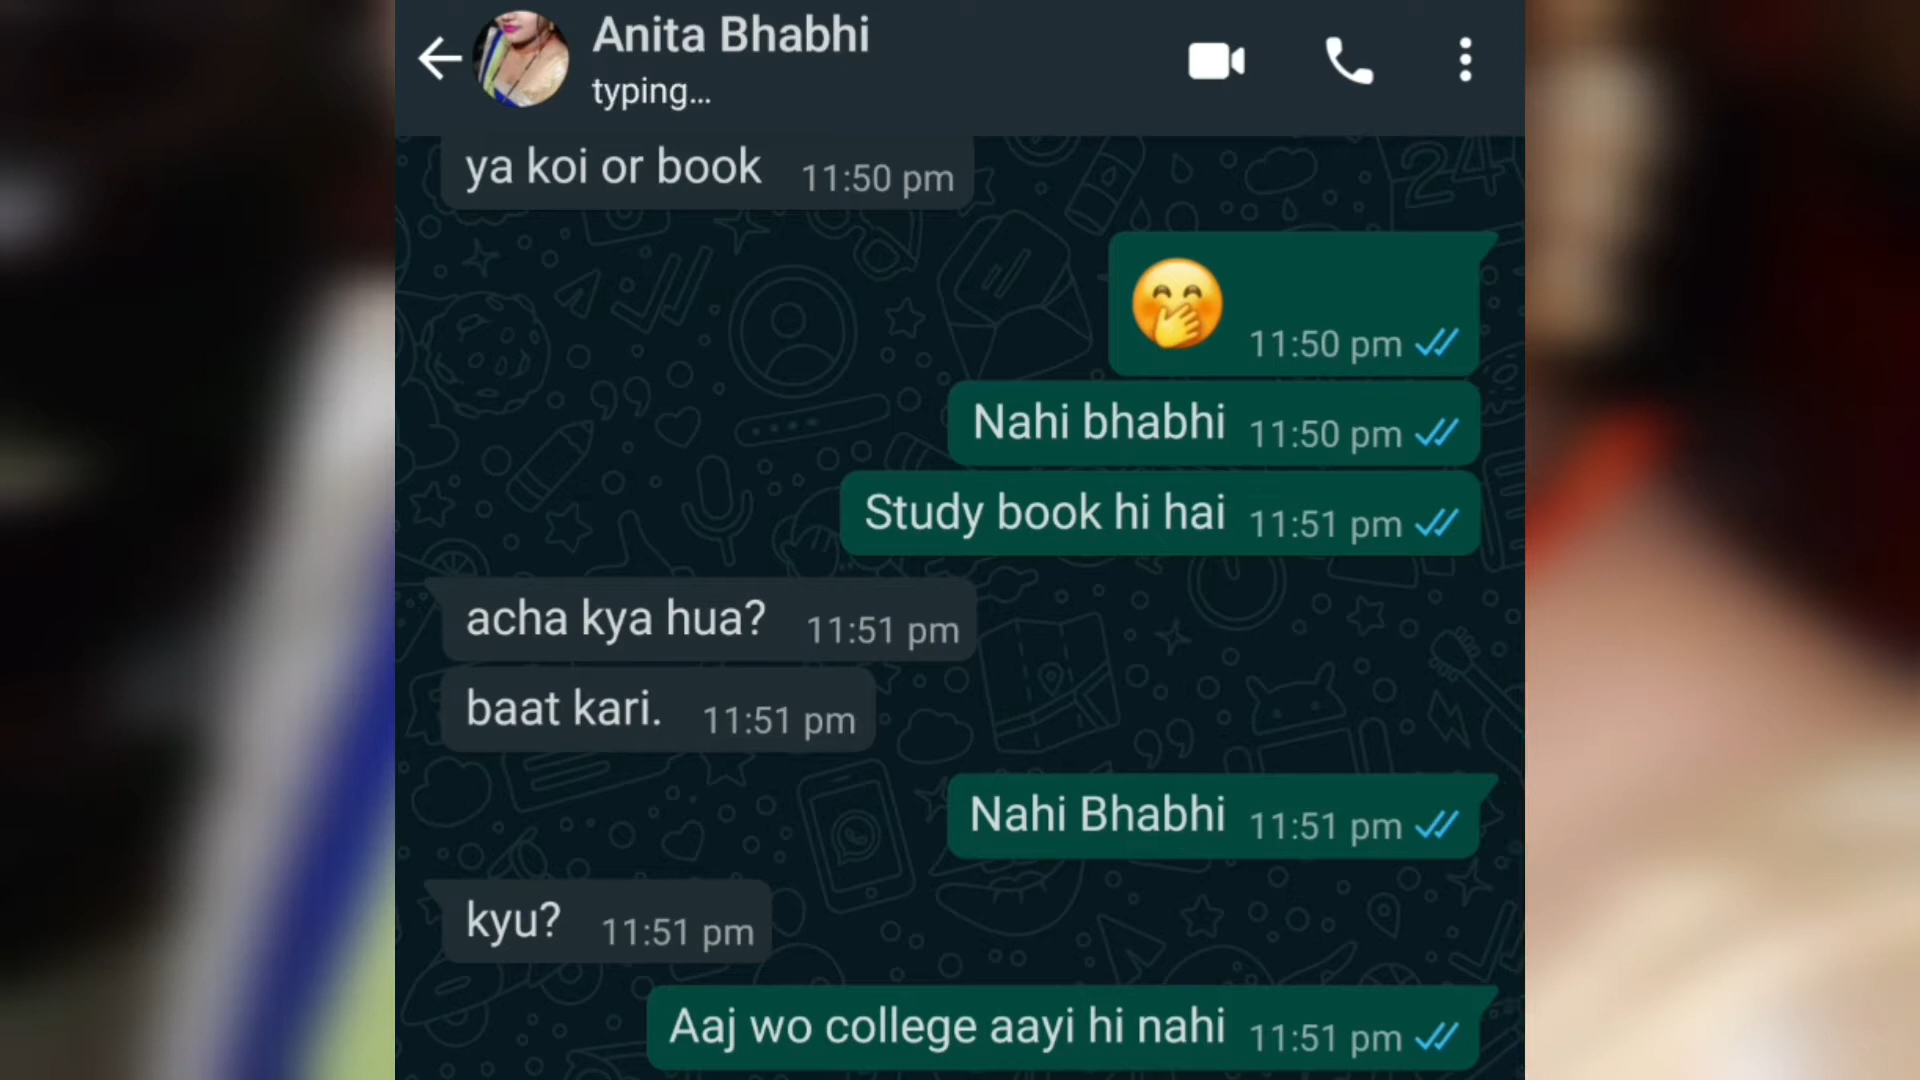 Anita Bhabhi
typing...
ya koi or book 11:50 pm
🤭 11:50 pm
Nahi bhabhi 11:50 pm
Study book hi hai 11:51 pm
acha kya hua? 11:51 pm
baat kari. 11:51 pm
Nahi Bhabhi 11:51 pm
kyu? 11:51 pm
Aaj wo college aayi hi nahi 11:51 pm